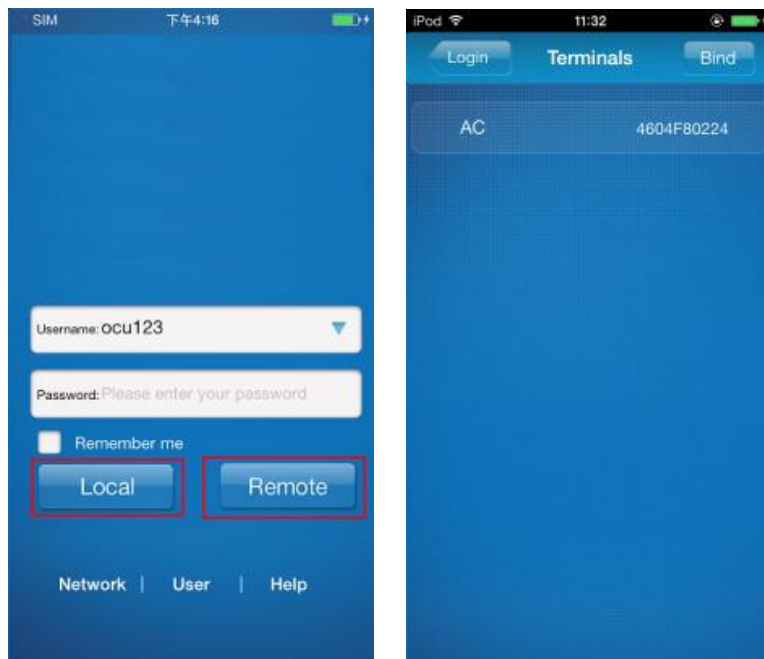 SIM 下午4:16
Username: ocu123
Password: Please enter your password
Remember me
Local Remote
Network | User | Help
iPod 11:32
Login Terminals Bind
AC 4604F80224